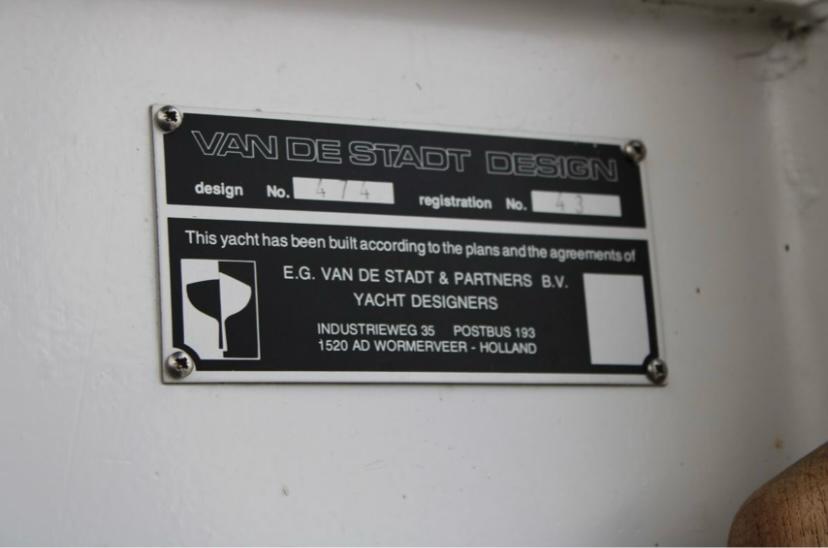 VAN DE STADT DESIGN
design No. 474 registration No. 43
This yacht has been built according to the plans and the agreements of
E.G. VAN DE STADT & PARTNERS B.V.
YACHT DESIGNERS
INDUSTRIEWEG 35 POSTBUS 193
1520 AD WORMERVEER - HOLLAND